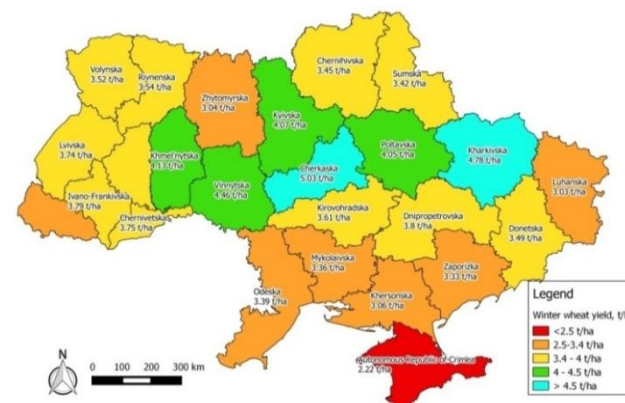 Volynska
3.52 t/ha
Rivnenska
3.54 t/ha
Zhytomyrska
3.04 t/ha
Chernihivska
3.45 t/ha
Sumska
3.42 t/ha
Kyivska
4.07 t/ha
Lvivska
3.74 t/ha
Khmel'nytska
4.13 t/ha
Vinnytska
4.46 t/ha
Cherkaska
5.03 t/ha
Poltavska
4.05 t/ha
Kharkivska
4.78 t/ha
Luhanska
3.03 t/ha
Ivano-Frankivska
3.79 t/ha
Chernivetska
3.75 t/ha
Kirovohradska
3.61 t/ha
Dnipropetrovska
3.8 t/ha
Donetska
3.49 t/ha
Mykolaivska
3.36 t/ha
Zaporizka
3.33 t/ha
Odeska
3.39 t/ha
Khersonska
3.06 t/ha
Autonomous Republic of Crimea
2.22 t/ha
N
0 100 200 300 km
Legend
Winter wheat yield, t/
<2.5 t/ha
2.5-3.4 t/ha
3.4 - 4 t/ha
4 - 4.5 t/ha
> 4.5 t/ha